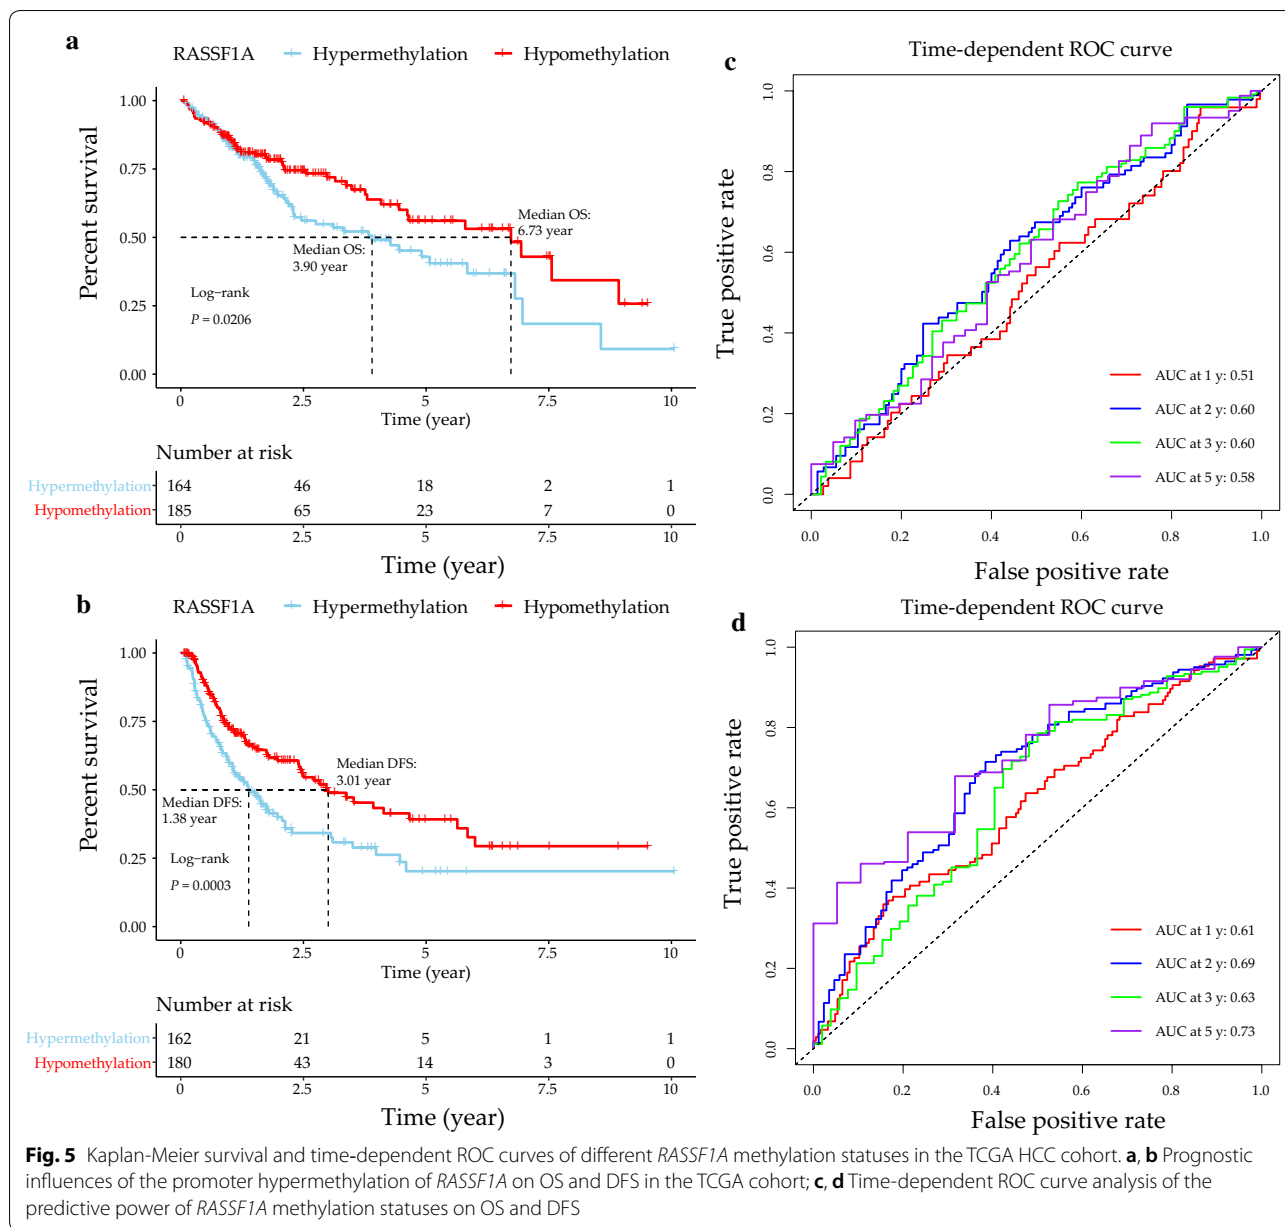 a
RASSF1A Hypermethylation Hypomethylation
Percent survival
1.00
0.75
0.50
0.25
0.00
Median OS:
6.73 year
Median OS:
3.90 year
Log-rank
P = 0.0206
0 2.5 5 7.5 10
Time (year)
Number at risk
Hypermethylation 164 46 18 2 1
Hypomethylation 185 65 23 7 0
0 2.5 5 7.5 10
Time (year)
c
Time-dependent ROC curve
True positive rate
1.0
0.8
0.6
0.4
0.2
0.0
AUC at 1 y: 0.51
AUC at 2 y: 0.60
AUC at 3 y: 0.60
AUC at 5 y: 0.58
0.0 0.2 0.4 0.6 0.8 1.0
False positive rate
b
RASSF1A Hypermethylation Hypomethylation
Percent survival
1.00
0.75
0.50
0.25
0.00
Median DFS:
3.01 year
Median DFS:
1.38 year
Log-rank
P = 0.0003
0 2.5 5 7.5 10
Time (year)
Number at risk
Hypermethylation 162 21 5 1 1
Hypomethylation 180 43 14 3 0
0 2.5 5 7.5 10
Time (year)
d
Time-dependent ROC curve
True positive rate
1.0
0.8
0.6
0.4
0.2
0.0
AUC at 1 y: 0.61
AUC at 2 y: 0.69
AUC at 3 y: 0.63
AUC at 5 y: 0.73
0.0 0.2 0.4 0.6 0.8 1.0
False positive rate
Fig. 5 Kaplan-Meier survival and time-dependent ROC curves of different RASSF1A methylation statuses in the TCGA HCC cohort. a, b Prognostic
influences of the promoter hypermethylation of RASSF1A on OS and DFS in the TCGA cohort; c, d Time-dependent ROC curve analysis of the
predictive power of RASSF1A methylation statuses on OS and DFS